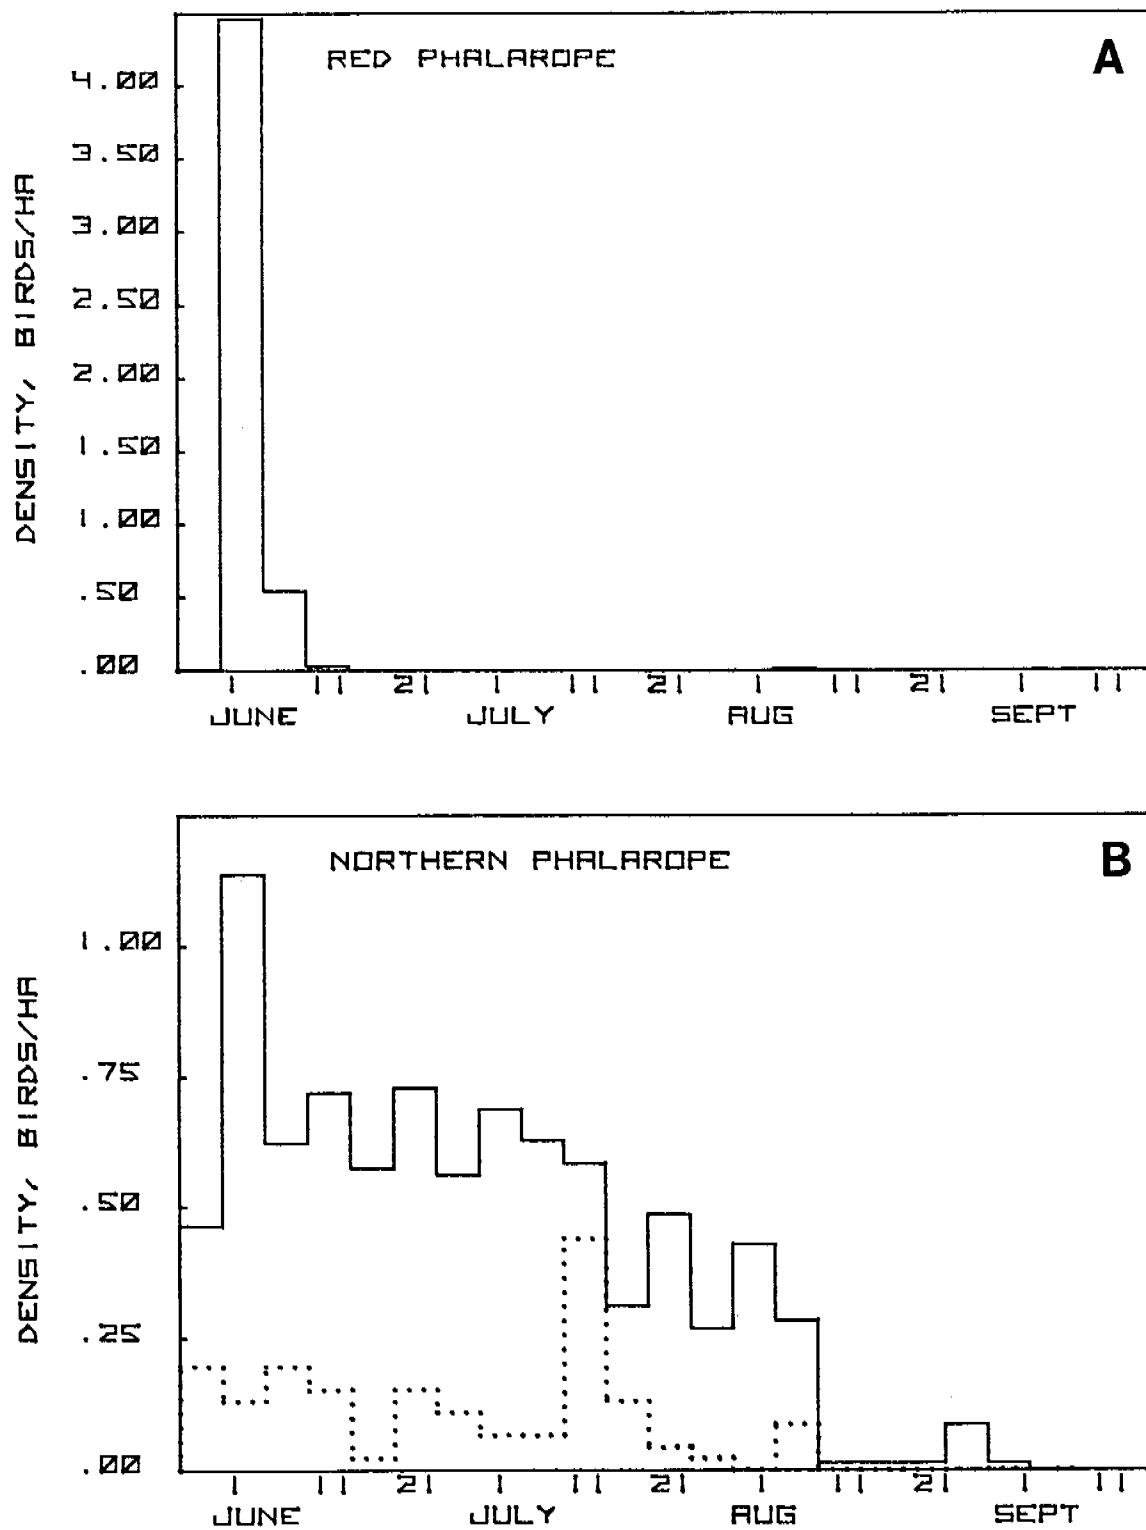 RED PHALAROPE
A
4.00
3.50
3.00
2.50
2.00
1.50
1.00
.50
.00
DENSITY, BIRDS/HA
1 11 21 1 11 21 1 11 21 1 11
JUNE JULY AUG SEPT
NORTHERN PHALAROPE
B
1.00
.75
.50
.25
.00
DENSITY, BIRDS/HA
1 11 21 1 11 21 1 11 21 1 11
JUNE JULY AUG SEPT